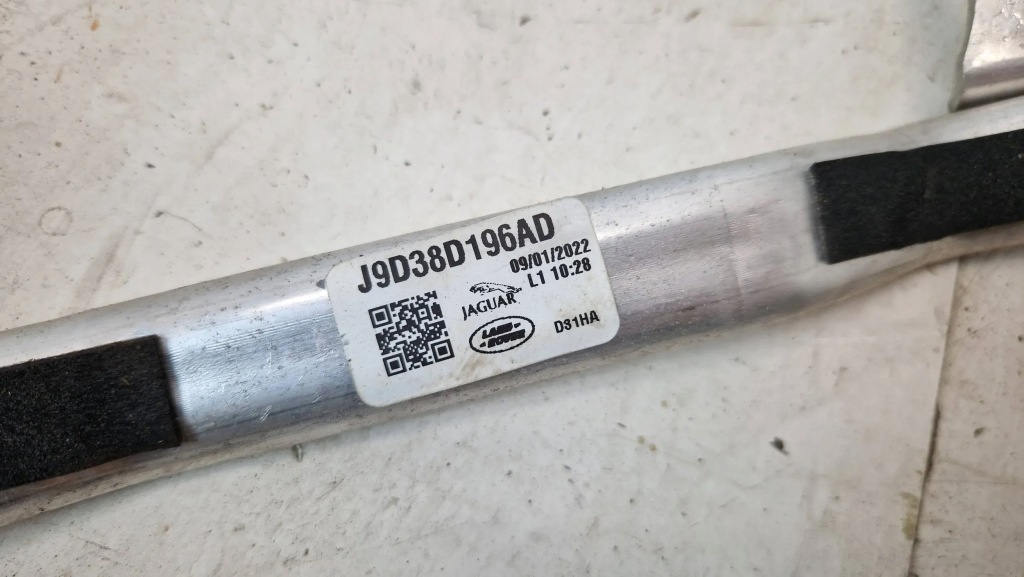 J9D38D196AD
09/01/2022
L1 10:28
JAGUAR
LAND-
-ROVER
D31HA